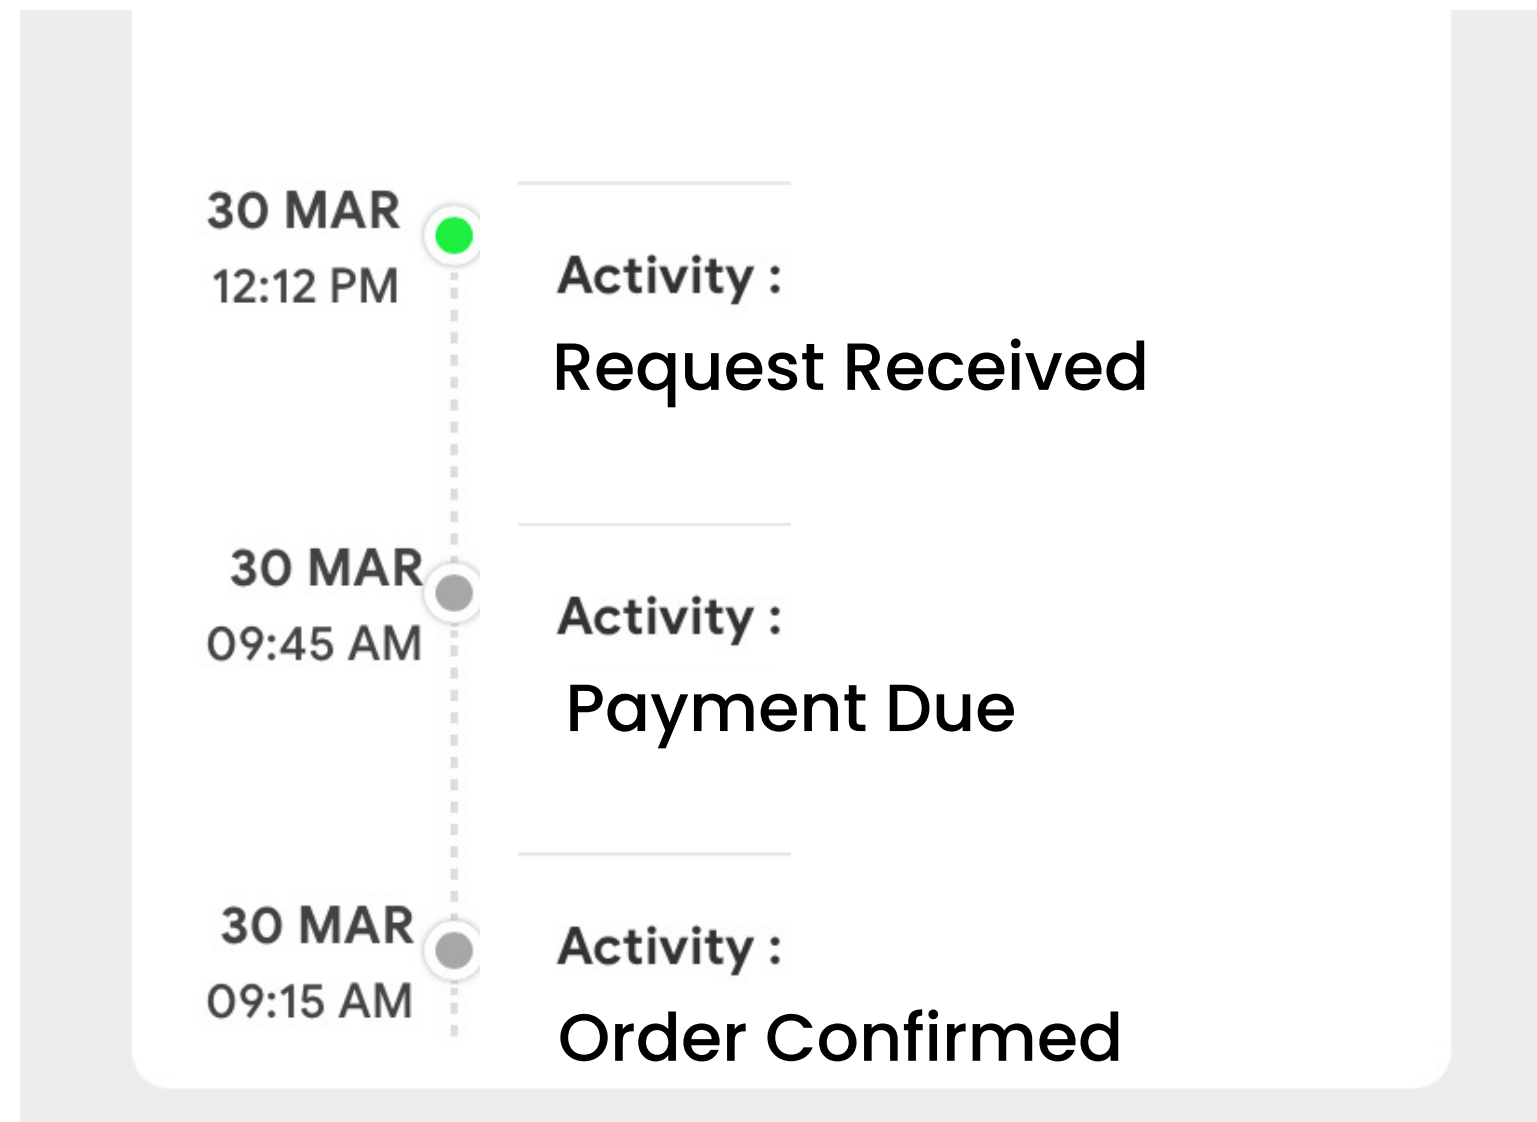 30 MAR
12:12 PM
Activity :
Request Received
30 MAR
09:45 AM
Activity :
Payment Due
30 MAR
09:15 AM
Activity :
Order Confirmed